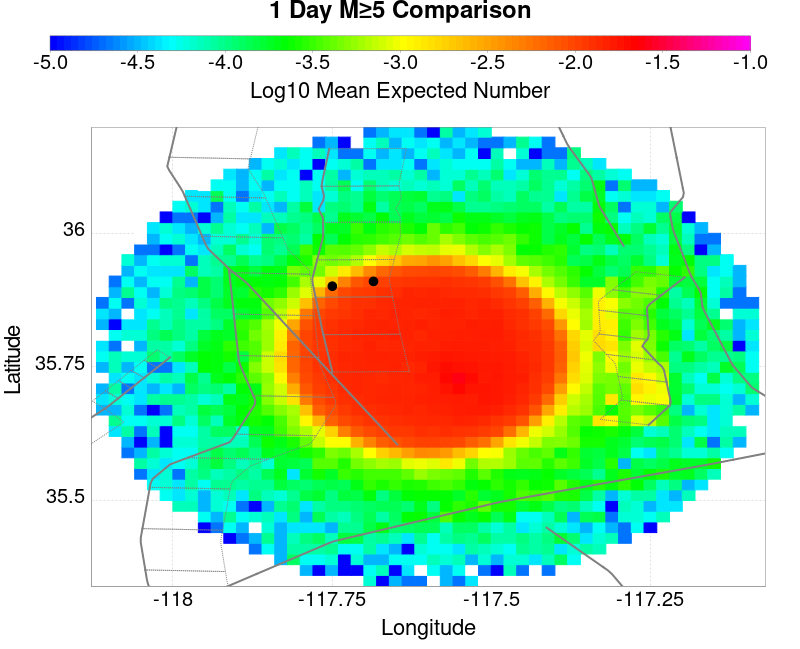 1 Day M≥5 Comparison
-5.0 -4.5 -4.0 -3.5 -3.0 -2.5 -2.0 -1.5 -1.0
Log10 Mean Expected Number
36
35.75
35.5
Latitude
-118 -117.75 -117.5 -117.25
Longitude